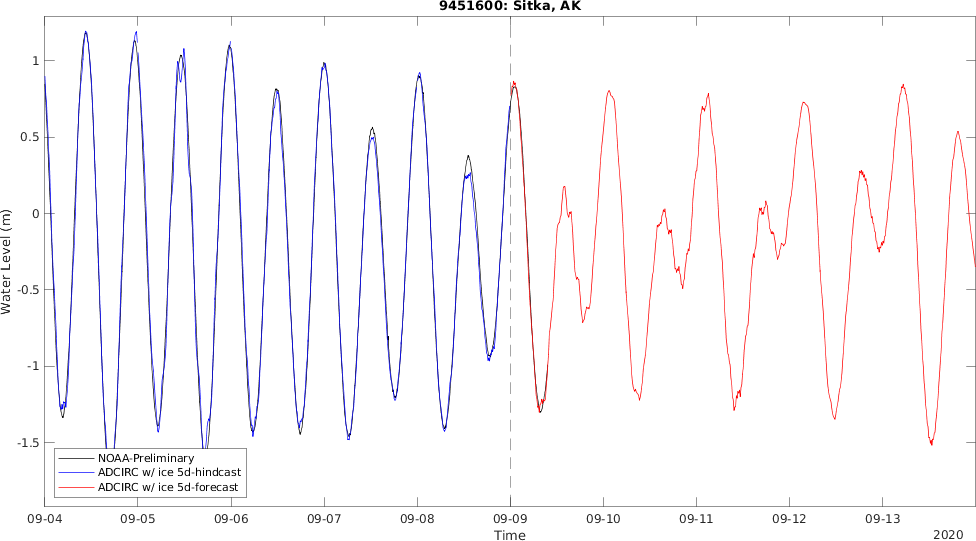 9451600: Sitka, AK
Water Level (m)
1
0.5
0
-0.5
-1
-1.5
NOAA-Preliminary
ADCIRC w/ ice 5d-hindcast
ADCIRC w/ ice 5d-forecast
09-04 09-05 09-06 09-07 09-08 09-09 09-10 09-11 09-12 09-13
Time
2020